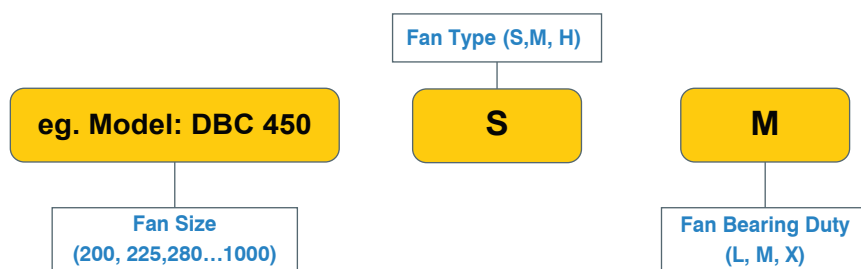 Fan Type (S,M, H)
eg. Model: DBC 450
S
M
Fan Size
(200, 225,280…1000)
Fan Bearing Duty
(L, M, X)